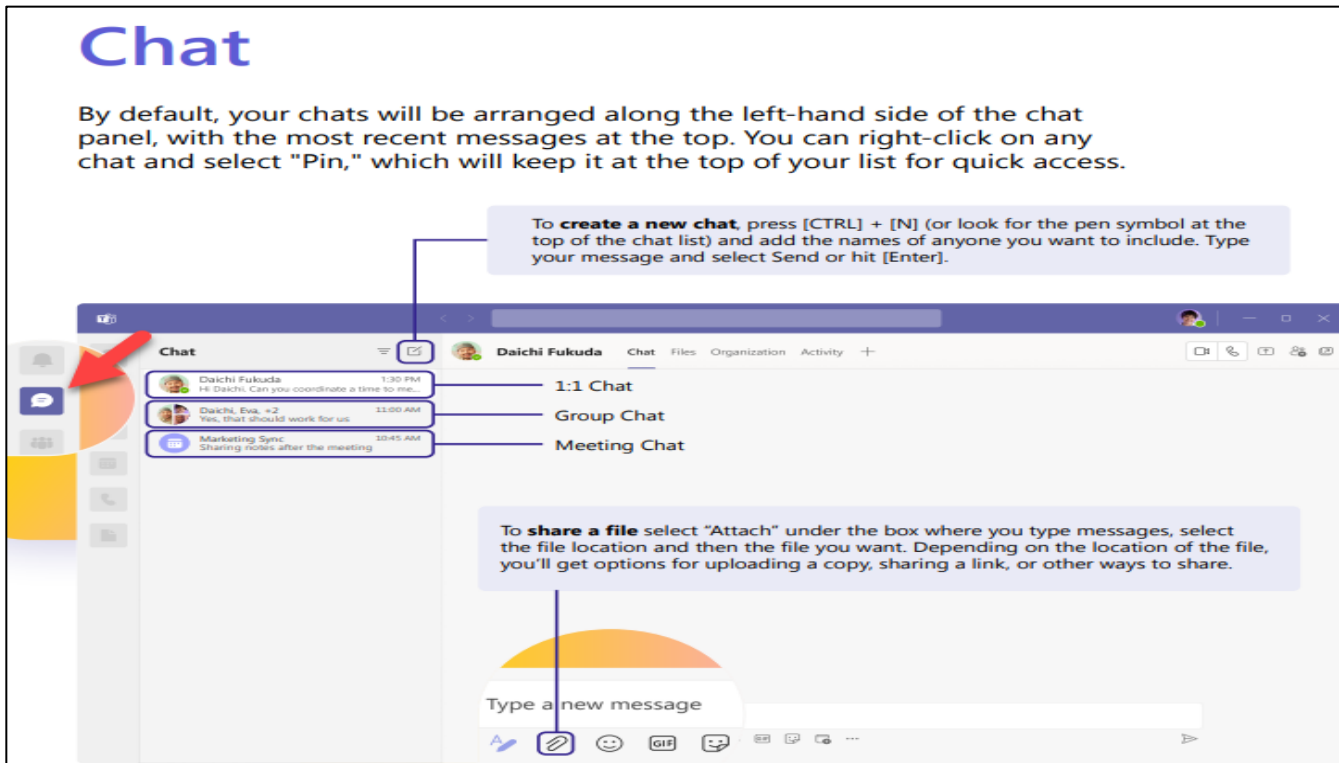 Chat
By default, your chats will be arranged along the left-hand side of the chat
panel, with the most recent messages at the top. You can right-click on any
chat and select "Pin," which will keep it at the top of your list for quick access.
To create a new chat, press [CTRL] + [N] (or look for the pen symbol at the
top of the chat list) and add the names of anyone you want to include. Type
your message and select Send or hit [Enter].
Chat
Daichi Fukuda Chat Files Organization Activity
Daichi Fukuda 1:30 PM
Hi Daichi. Can you coordinate a time to me...
1:1 Chat
Daichi, Eva, +2 11:00 AM
Yes, that should work for us
Group Chat
Marketing Sync 10:45 AM
Sharing notes after the meeting
Meeting Chat
To share a file select “Attach” under the box where you type messages, select
the file location and then the file you want. Depending on the location of the file,
you’ll get options for uploading a copy, sharing a link, or other ways to share.
Type a new message
GIF